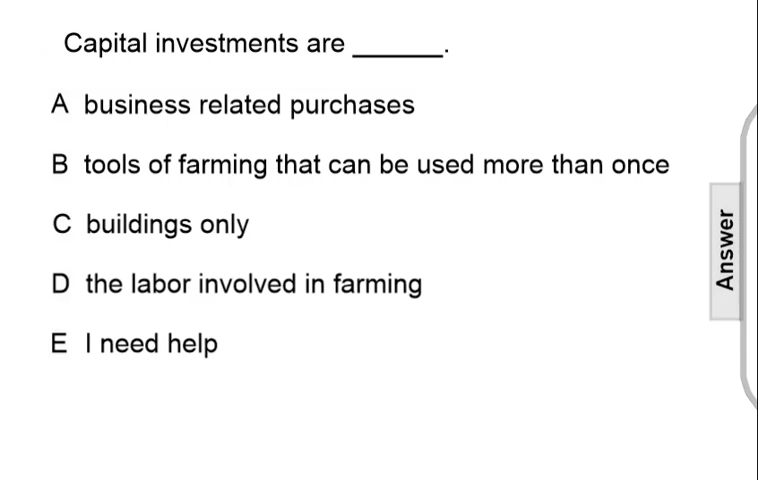 Capital investments are ______.
A business related purchases
B tools of farming that can be used more than once
C buildings only
D the labor involved in farming
E I need help
Answer